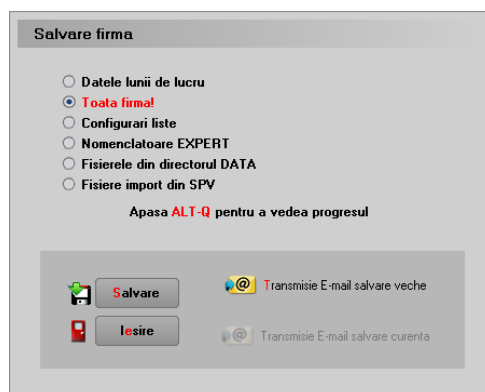 Salvare firma
Datele lunii de lucru
Toata firma!
Configurari liste
Nomenclatoare EXPERT
Fisierele din directorul DATA
Fisiere import din SPV
Apasa ALT-Q pentru a vedea progresul
Salvare
Transmisie E-mail salvare veche
Iesire
Transmisie E-mail salvare curenta